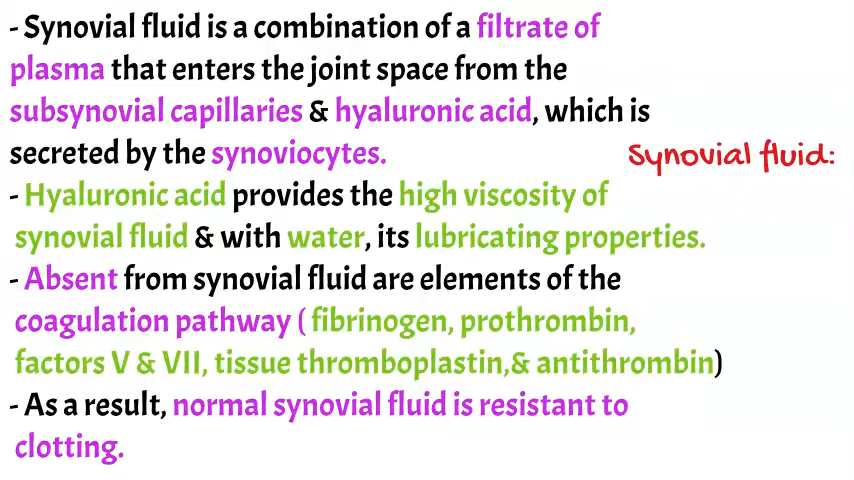 - Synovial fluid is a combination of a filtrate of
plasma that enters the joint space from the
subsynovial capillaries & hyaluronic acid, which is
secreted by the synoviocytes.
Synovial fluid:
- Hyaluronic acid provides the high viscosity of
synovial fluid & with water, its lubricating properties.
- Absent from synovial fluid are elements of the
coagulation pathway ( fibrinogen, prothrombin,
factors V & VII, tissue thromboplastin,& antithrombin)
- As a result, normal synovial fluid is resistant to
clotting.